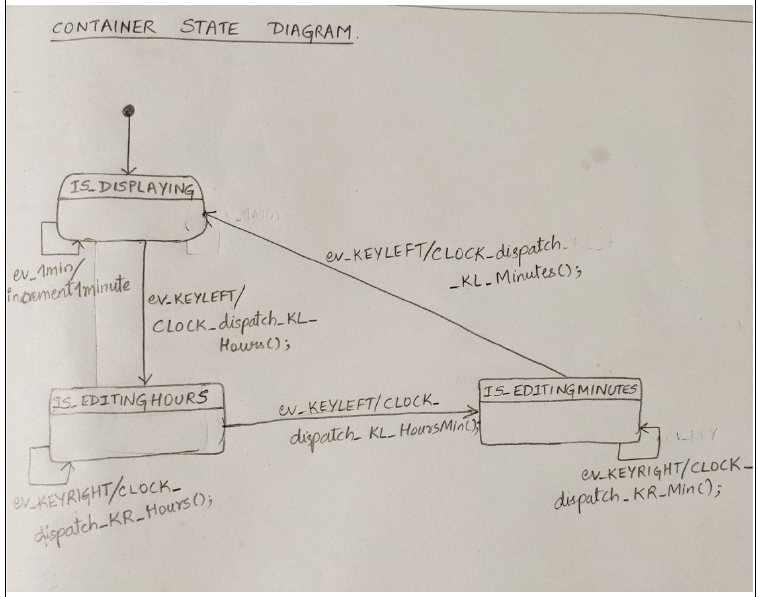 CONTAINER STATE DIAGRAM.
IS_DISPLAYING
ev_1min/
increment1minute
ev_KEYLEFT/
CLOCK_dispatch_KL_
Hours();
ev_KEYLEFT/CLOCK_dispatch_
_KL_Minutes();
IS_EDITINGHOURS
ev_KEYLEFT/CLOCK_
dispatch_KL_HoursMin();
IS_EDITINGMINUTES
ev_KEYRIGHT/CLOCK_
dispatch_KR_Hours();
ev_KEYRIGHT/CLOCK_
dispatch_KR_Min();